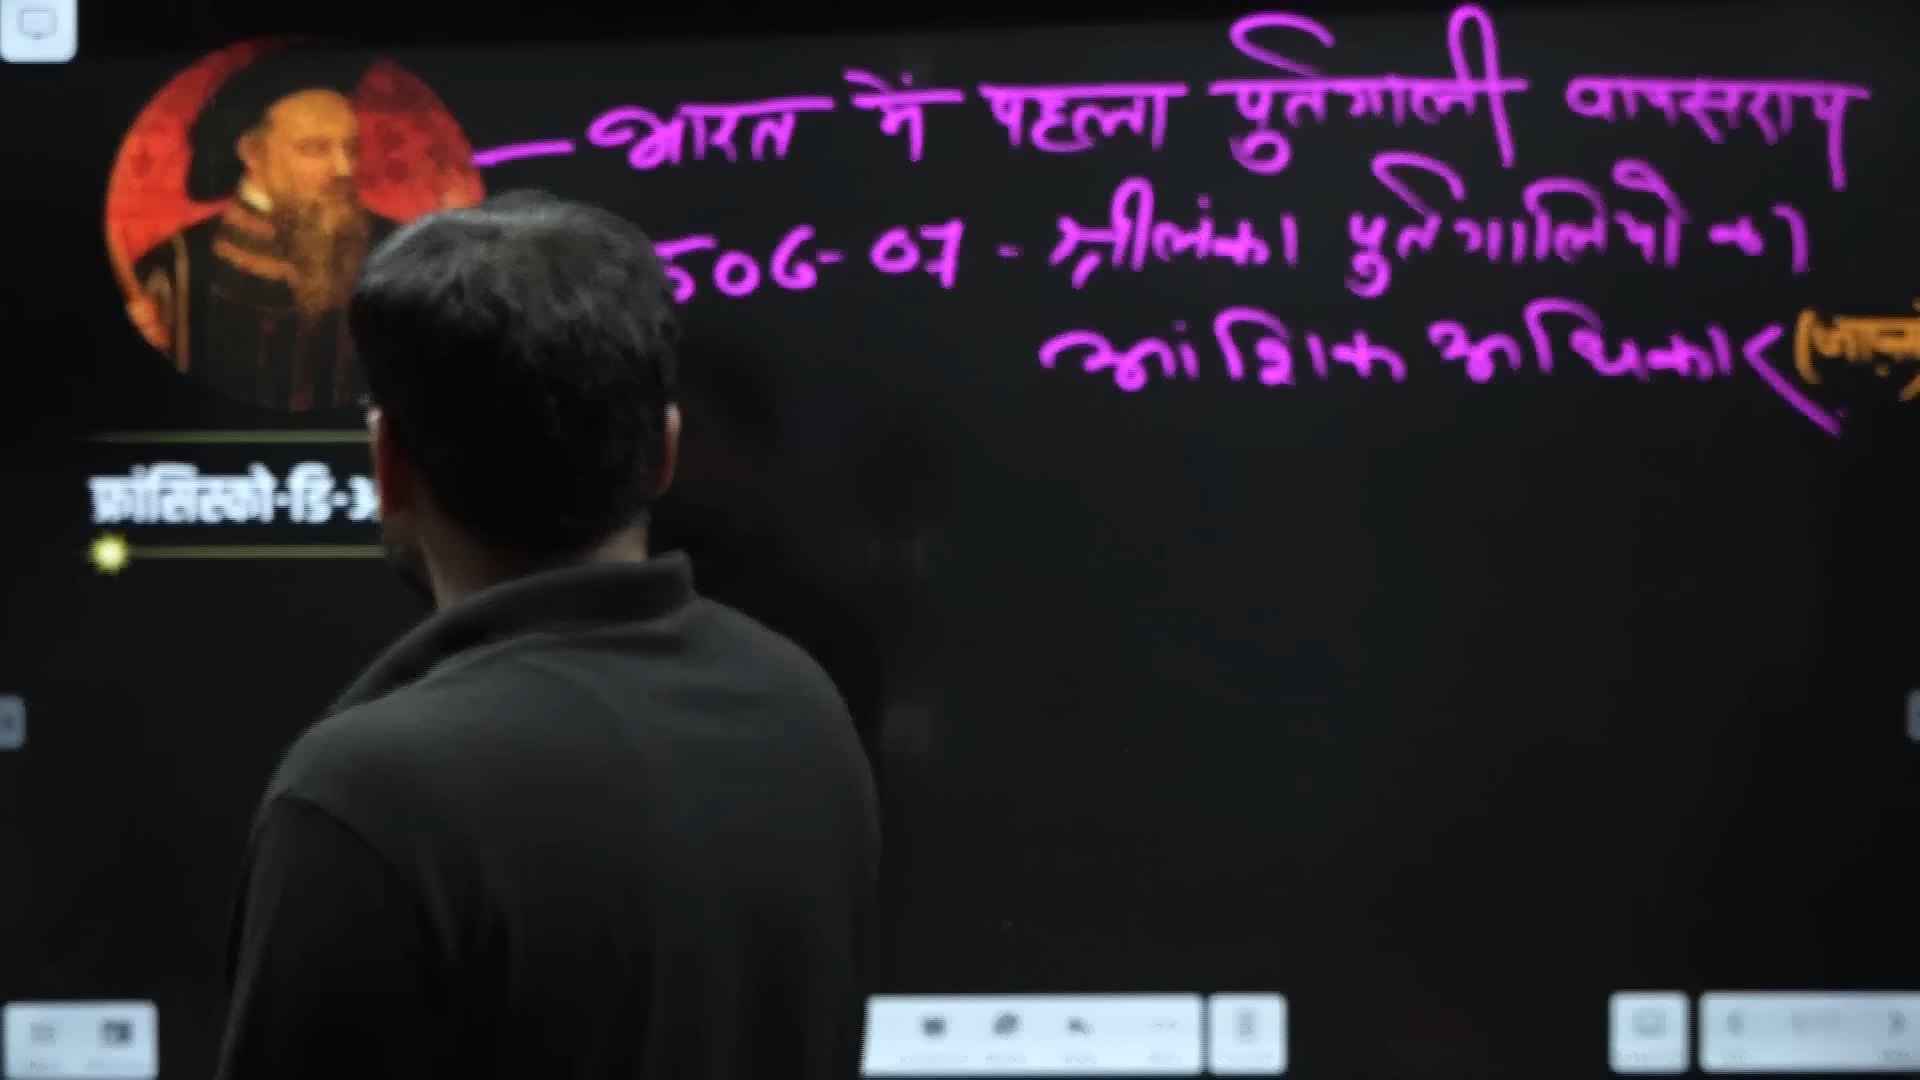 भारत में पहला पुर्तगाली वायसराय
506-07 - श्रीलंका पुर्तगालियों का
आंशिक अधिकार
फ्रांसिस्को-डि-अ